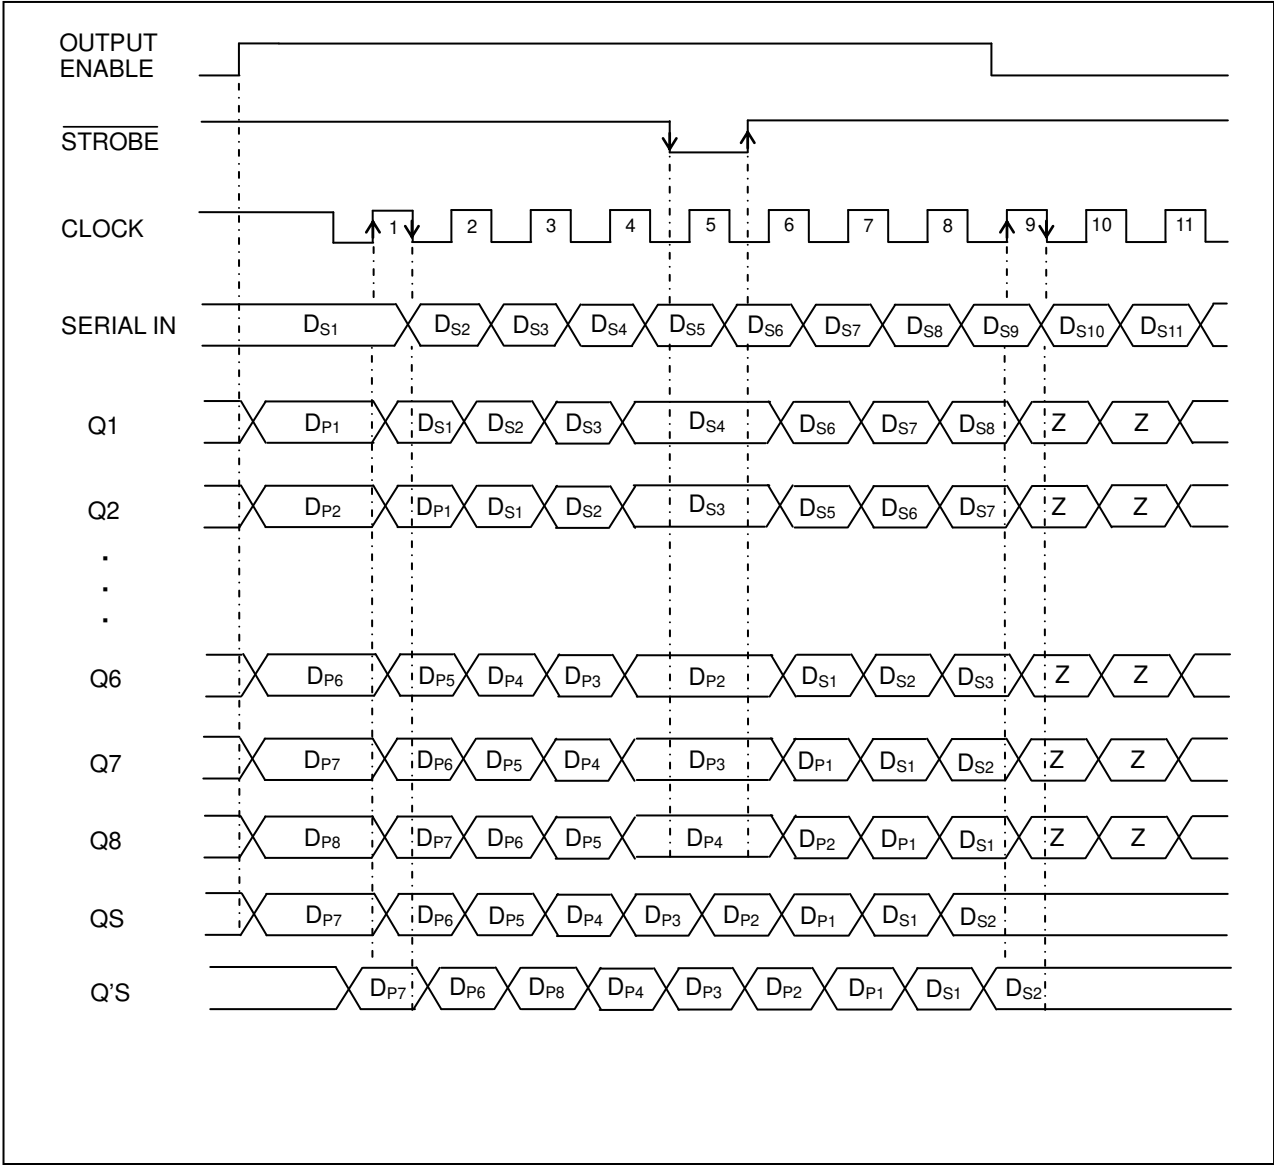 OUTPUT
ENABLE
STROBE
CLOCK 1 2 3 4 5 6 7 8 9 10 11
SERIAL IN DS1 DS2 DS3 DS4 DS5 DS6 DS7 DS8 DS9 DS10 DS11
Q1 DP1 DS1 DS2 DS3 DS4 DS6 DS7 DS8 Z Z
Q2 DP2 DP1 DS1 DS2 DS3 DS5 DS6 DS7 Z Z
.
.
.
Q6 DP6 DP5 DP4 DP3 DP2 DS1 DS2 DS3 Z Z
Q7 DP7 DP6 DP5 DP4 DP3 DP1 DS1 DS2 Z Z
Q8 DP8 DP7 DP6 DP5 DP4 DP2 DP1 DS1 Z Z
QS DP7 DP6 DP5 DP4 DP3 DP2 DP1 DS1 DS2
Q'S DP7 DP6 DP8 DP4 DP3 DP2 DP1 DS1 DS2